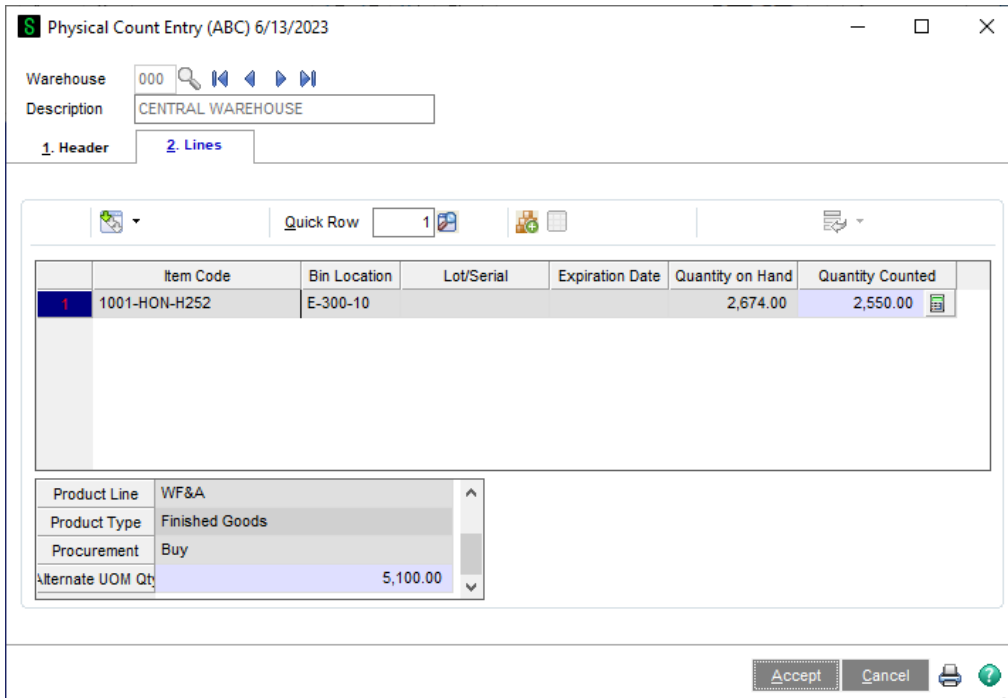 S Physical Count Entry (ABC) 6/13/2023
Warehouse 000
Description CENTRAL WAREHOUSE
1. Header 2. Lines
Quick Row 1
Item Code Bin Location Lot/Serial Expiration Date Quantity on Hand Quantity Counted
1 1001-HON-H252 E-300-10 2,674.00 2,550.00
Product Line WF&A
Product Type Finished Goods
Procurement Buy
Alternate UOM Qty 5,100.00
Accept Cancel ?